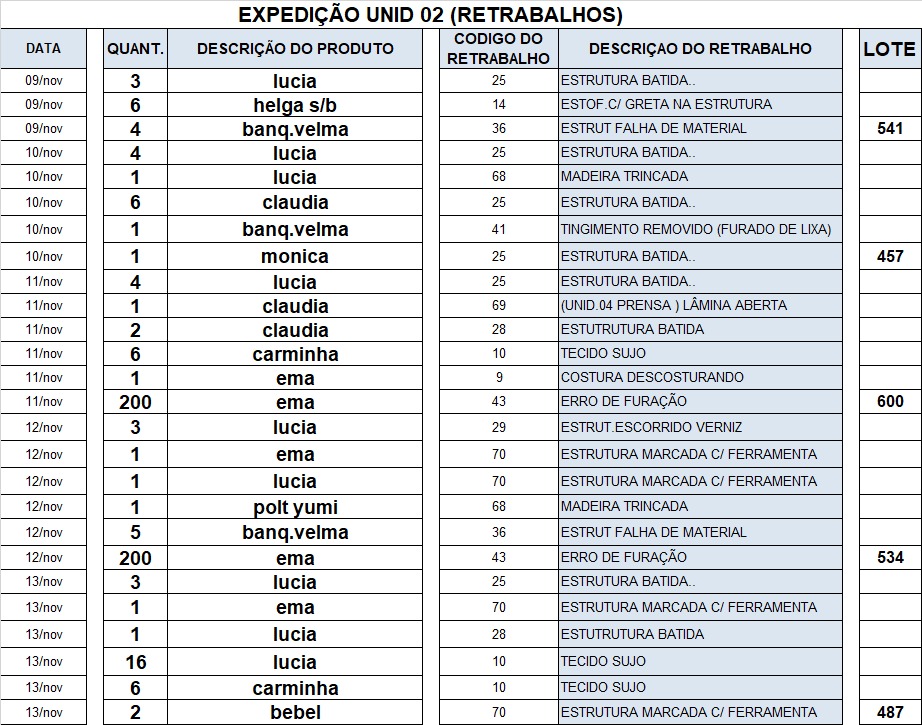 EXPEDIÇÃO UNID 02 (RETRABALHOS)
DATA QUANT. DESCRIÇÃO DO PRODUTO CODIGO DO RETRABALHO DESCRIÇAO DO RETRABALHO LOTE
09/nov 3 lucia 25 ESTRUTURA BATIDA..
09/nov 6 helga s/b 14 ESTOF.C/ GRETA NA ESTRUTURA
09/nov 4 banq.velma 36 ESTRUT FALHA DE MATERIAL 541
10/nov 4 lucia 25 ESTRUTURA BATIDA..
10/nov 1 lucia 68 MADEIRA TRINCADA
10/nov 6 claudia 25 ESTRUTURA BATIDA..
10/nov 1 banq.velma 41 TINGIMENTO REMOVIDO (FURADO DE LIXA)
10/nov 1 monica 25 ESTRUTURA BATIDA.. 457
11/nov 4 lucia 25 ESTRUTURA BATIDA..
11/nov 1 claudia 69 (UNID.04 PRENSA ) LÂMINA ABERTA
11/nov 2 claudia 28 ESTUTRUTURA BATIDA
11/nov 6 carminha 10 TECIDO SUJO
11/nov 1 ema 9 COSTURA DESCOSTURANDO
11/nov 200 ema 43 ERRO DE FURAÇÃO 600
12/nov 3 lucia 29 ESTRUT.ESCORRIDO VERNIZ
12/nov 1 ema 70 ESTRUTURA MARCADA C/ FERRAMENTA
12/nov 1 lucia 70 ESTRUTURA MARCADA C/ FERRAMENTA
12/nov 1 polt yumi 68 MADEIRA TRINCADA
12/nov 5 banq.velma 36 ESTRUT FALHA DE MATERIAL
12/nov 200 ema 43 ERRO DE FURAÇÃO 534
13/nov 3 lucia 25 ESTRUTURA BATIDA..
13/nov 1 ema 70 ESTRUTURA MARCADA C/ FERRAMENTA
13/nov 1 lucia 28 ESTUTRUTURA BATIDA
13/nov 16 lucia 10 TECIDO SUJO
13/nov 6 carminha 10 TECIDO SUJO
13/nov 2 bebel 70 ESTRUTURA MARCADA C/ FERRAMENTA 487